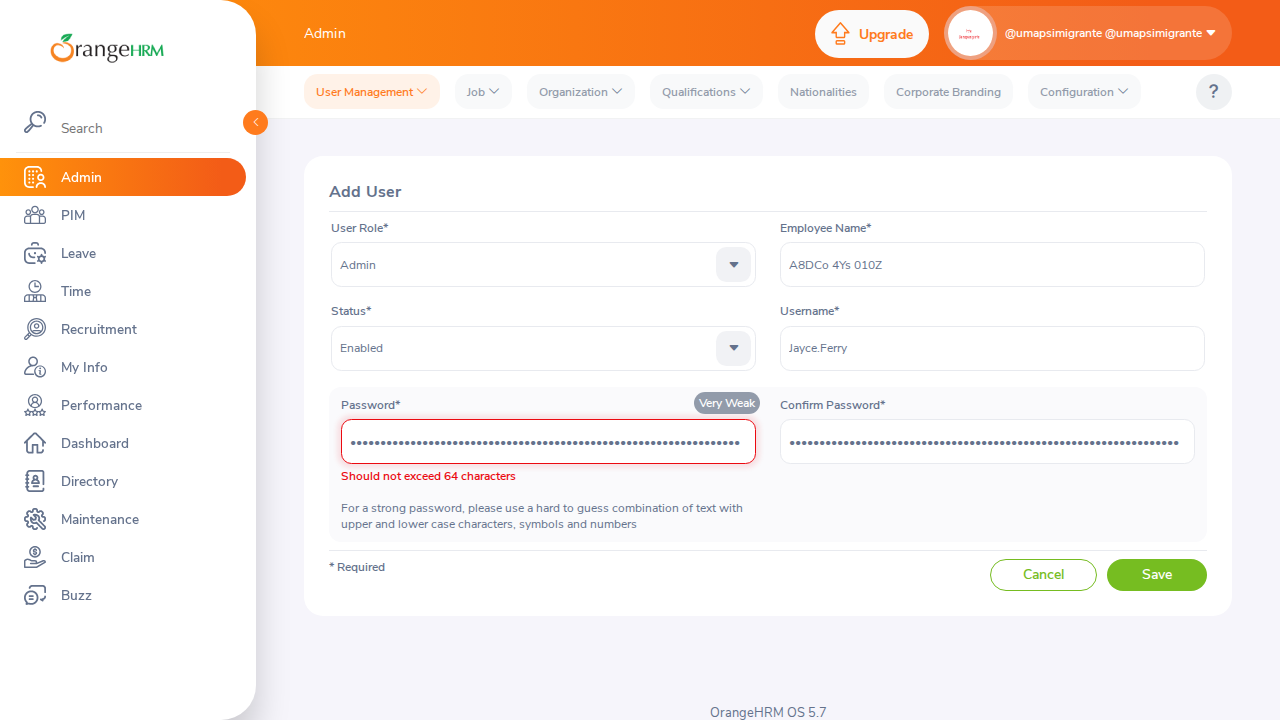 OrangeHRM
Admin
Upgrade
@umapsimigrante @umapsimigrante
User Management
Job
Organization
Qualifications
Nationalities
Corporate Branding
Configuration
?
Search
Admin
PIM
Leave
Time
Recruitment
My Info
Performance
Dashboard
Directory
Maintenance
Claim
Buzz
Add User
User Role*
Employee Name*
Admin
A8DCo 4Ys 010Z
Status*
Username*
Enabled
Jayce.Ferry
Password*
Very Weak
Confirm Password*
Should not exceed 64 characters
For a strong password, please use a hard to guess combination of text with
upper and lower case characters, symbols and numbers
* Required
Cancel
Save
OrangeHRM OS 5.7